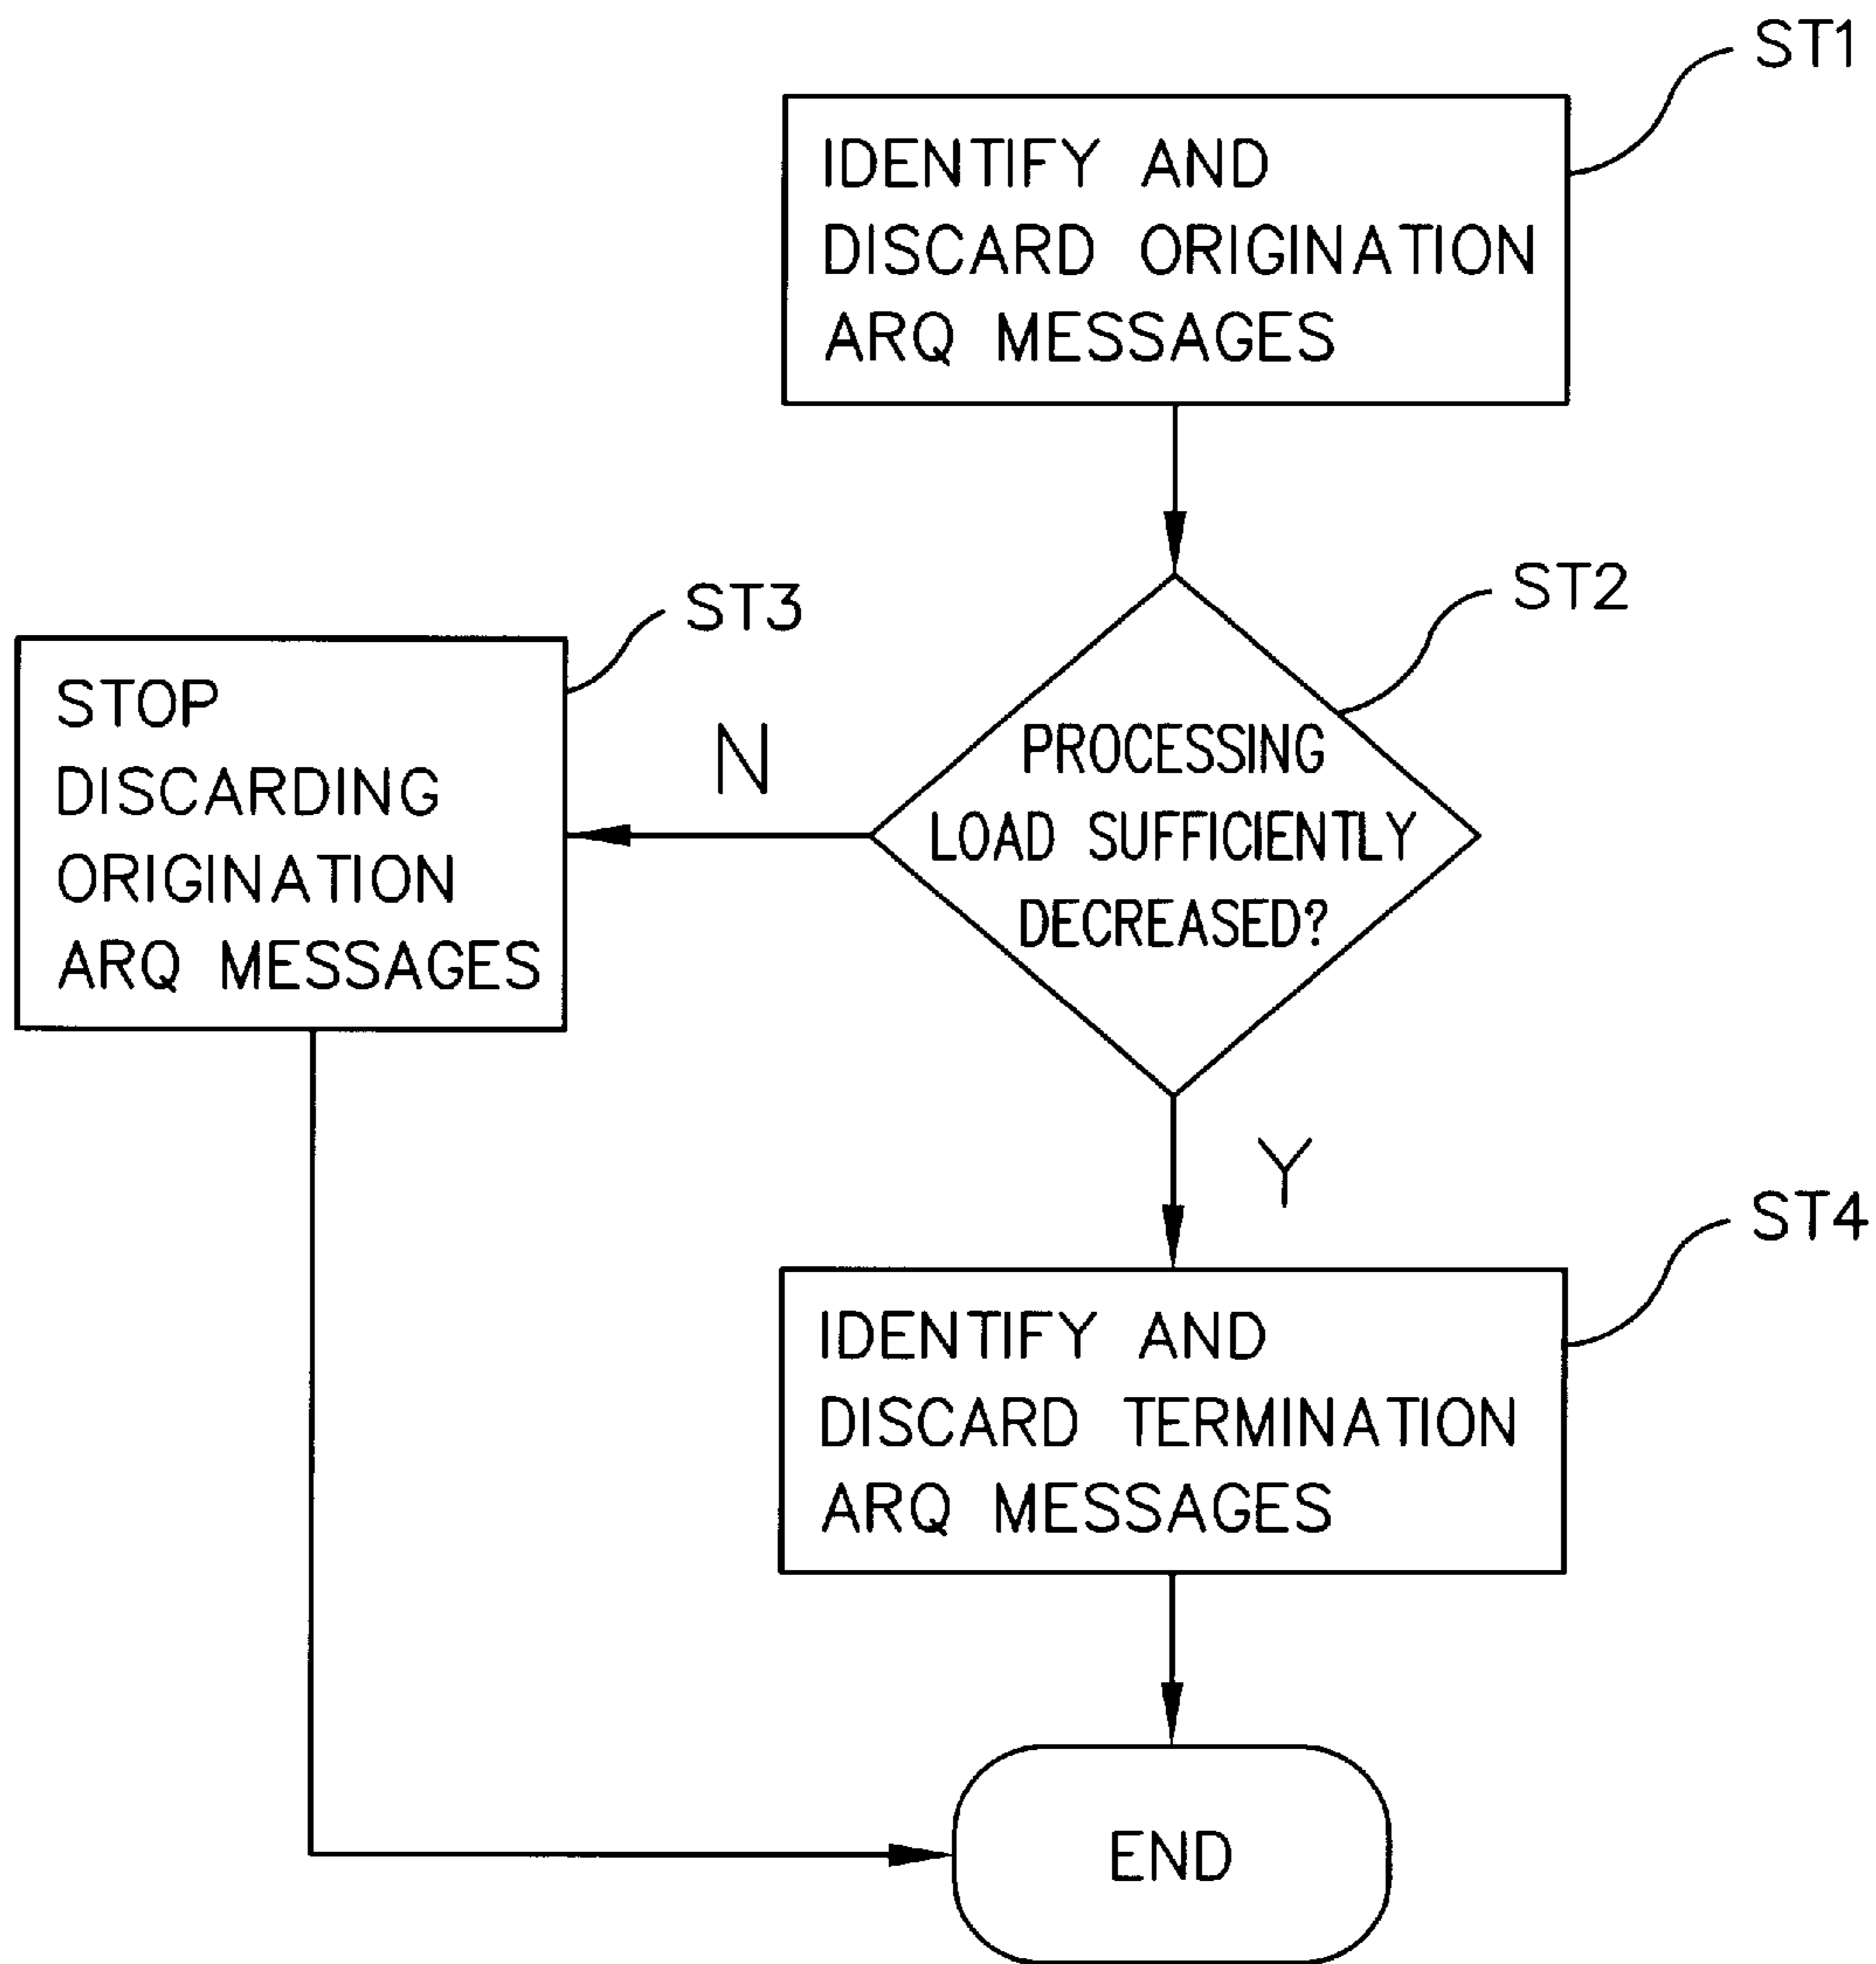 ST1
IDENTIFY AND
DISCARD ORIGINATION
ARQ MESSAGES
ST2
PROCESSING
LOAD SUFFICIENTLY
DECREASED?
N
ST3
STOP
DISCARDING
ORIGINATION
ARQ MESSAGES
Y
ST4
IDENTIFY AND
DISCARD TERMINATION
ARQ MESSAGES
END